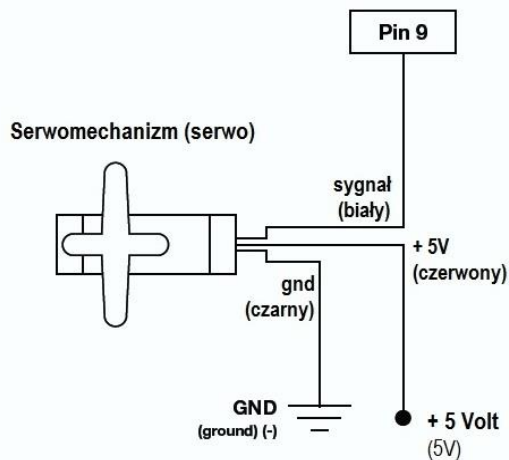 Pin 9
Serwomechanizm (serwo)
sygnał
(biały)
+ 5V
(czerwony)
gnd
(czarny)
GND
(ground) (-)
+ 5 Volt
(5V)